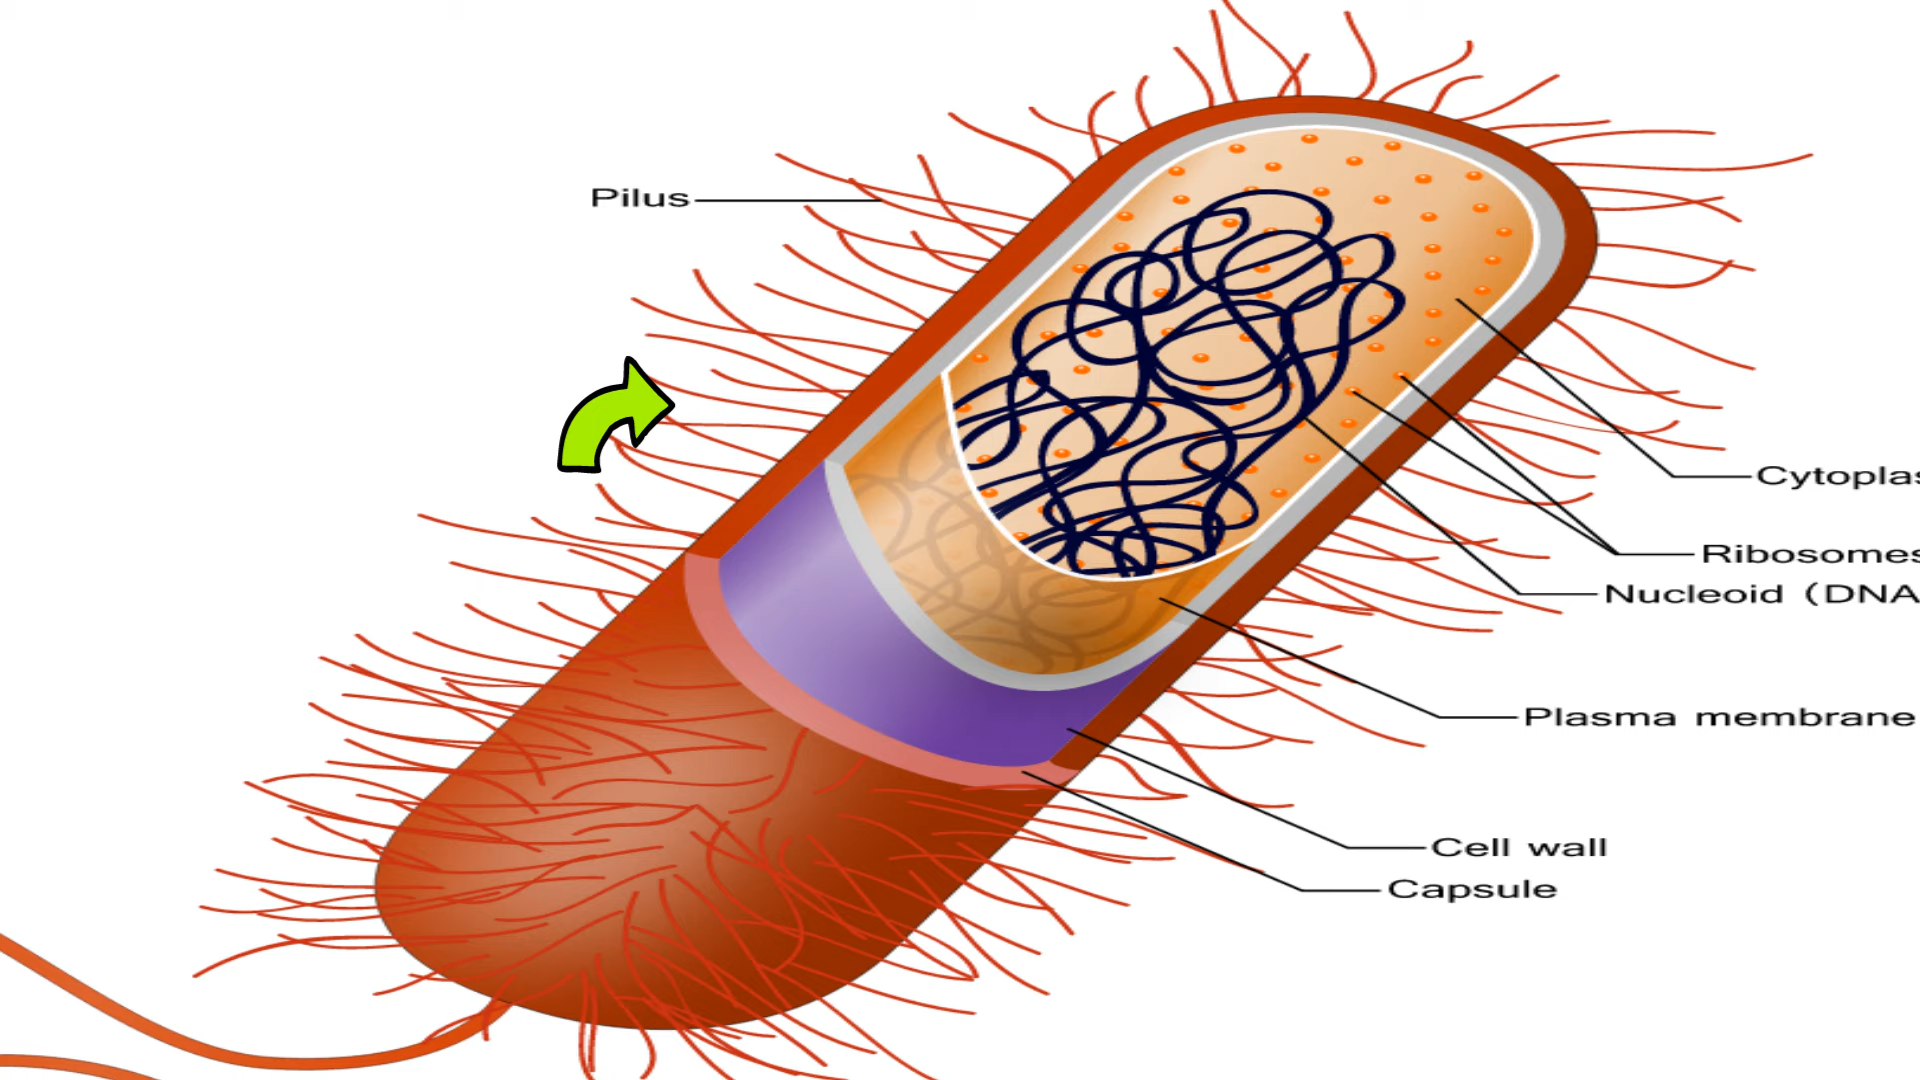 Pilus
Cytoplas
Ribosomes
Nucleoid (DNA
Plasma membrane
Cell wall
Capsule